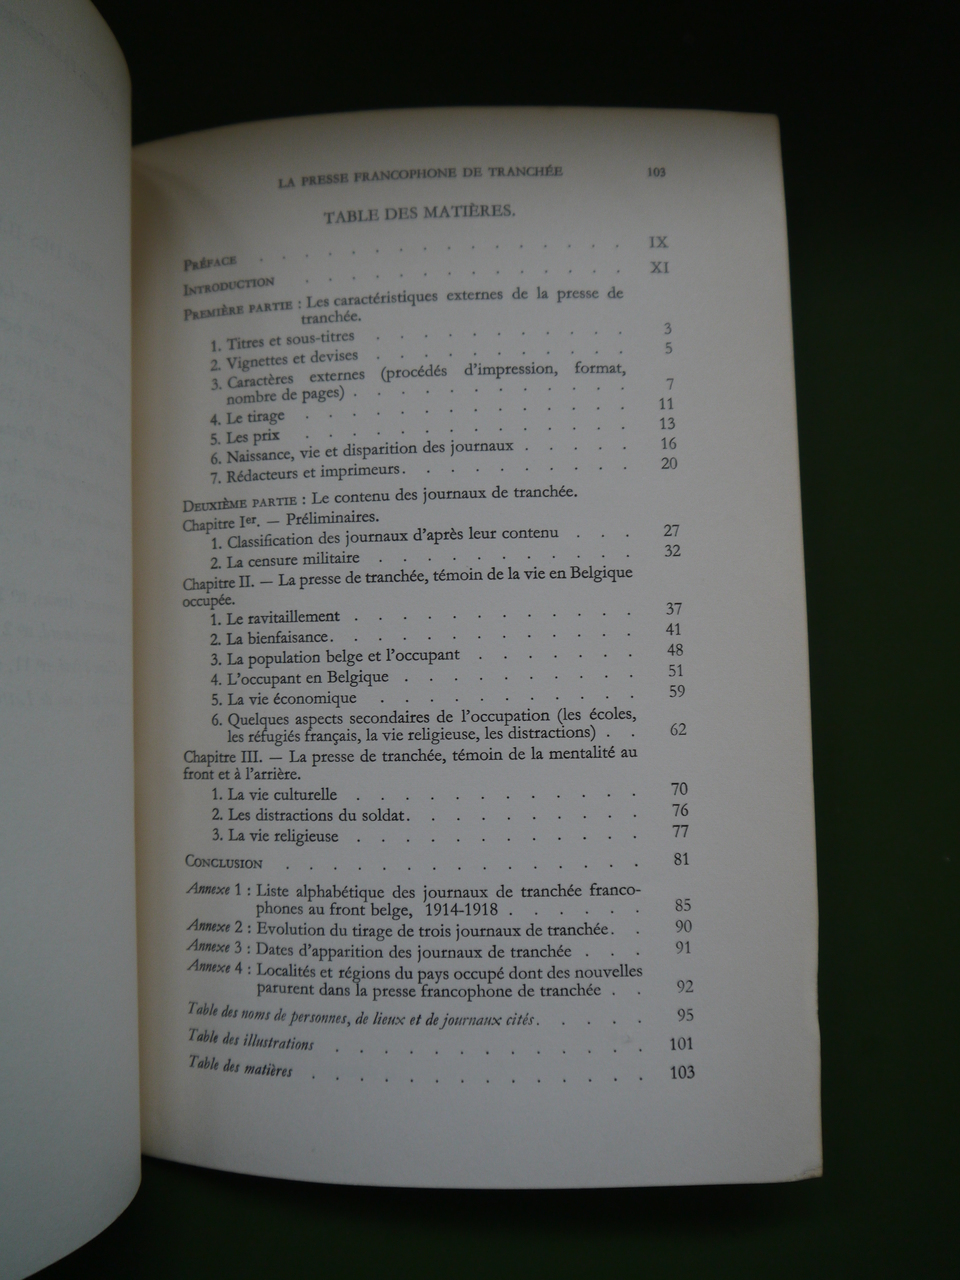 LA PRESSE FRANCOPHONE DE TRANCHÉE 103
TABLE DES MATIÈRES.
PRÉFACE . . . . . . . . . . . . . . IX
INTRODUCTION . . . . . . . . . . . . XI
PREMIÈRE PARTIE : Les caractéristiques externes de la presse de
tranchée.
1. Titres et sous-titres . . . . . . . . . . 3
2. Vignettes et devises . . . . . . . . . . 5
3. Caractères externes (procédés d'impression, format,
nombre de pages) . . . . . . . . . . . 7
4. Le tirage . . . . . . . . . . . . 11
5. Les prix . . . . . . . . . . . . 13
6. Naissance, vie et disparition des journaux . . . . . 16
7. Rédacteurs et imprimeurs. . . . . . . . . . 20
DEUXIÈME PARTIE : Le contenu des journaux de tranchée.
Chapitre Ier. — Préliminaires.
1. Classification des journaux d'après leur contenu . . . 27
2. La censure militaire . . . . . . . . . . 32
Chapitre II. — La presse de tranchée, témoin de la vie en Belgique
occupée.
1. Le ravitaillement . . . . . . . . . . . 37
2. La bienfaisance. . . . . . . . . . . . 41
3. La population belge et l'occupant . . . . . . . 48
4. L'occupant en Belgique . . . . . . . . . 51
5. La vie économique . . . . . . . . . . 59
6. Quelques aspects secondaires de l'occupation (les écoles,
les réfugiés français, la vie religieuse, les distractions) . . 62
Chapitre III. — La presse de tranchée, témoin de la mentalité au
front et à l'arrière.
1. La vie culturelle . . . . . . . . . . . 70
2. Les distractions du soldat. . . . . . . . . 76
3. La vie religieuse . . . . . . . . . . . 77
CONCLUSION . . . . . . . . . . . . . 81
Annexe 1 : Liste alphabétique des journaux de tranchée franco-
phones au front belge, 1914-1918 . . . . . . 85
Annexe 2 : Evolution du tirage de trois journaux de tranchée. . 90
Annexe 3 : Dates d'apparition des journaux de tranchée . . . 91
Annexe 4 : Localités et régions du pays occupé dont des nouvelles
parurent dans la presse francophone de tranchée . . 92
Table des noms de personnes, de lieux et de journaux cités. . . . . 95
Table des illustrations . . . . . . . . . . . . 101
Table des matières . . . . . . . . . . . . . 103